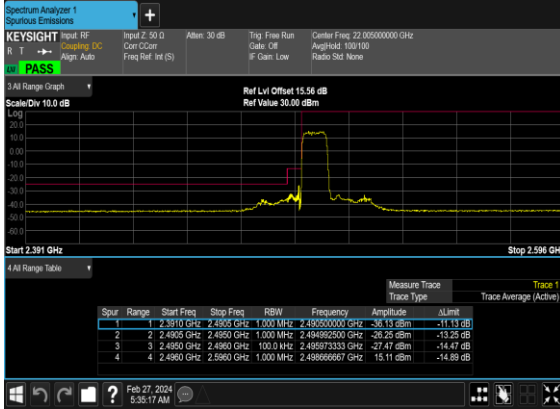 Spectrum Analyzer 1
Spurious Emissions
+
KEYSIGHT Input: RF Input Z: 50 Ω Atten: 30 dB Trig: Free Run Center Freq: 22.005000000 GHz
R T Coupling: DC Corr CCorr Gate: Off Avg|Hold: 100/100
Align: Auto Freq Ref: Int (S) IF Gain: Low Radio Std: None
PASS
3 All Range Graph
Ref Lvl Offset 15.56 dB
Scale/Div 10.0 dB Ref Value 30.00 dBm
Log
20.0
10.0
0.00
-10.0
-20.0
-30.0
-40.0
-50.0
-60.0
Start 2.391 GHz Stop 2.596 GH
4 All Range Table
Measure Trace Trace 1
Trace Type Trace Average (Active)
Spur Range Start Freq Stop Freq RBW Frequency Amplitude ΔLimit
1 1 2.3910 GHz 2.4905 GHz 1.000 MHz 2.490500000 GHz -36.13 dBm -11.13 dB
2 2 2.4905 GHz 2.4950 GHz 1.000 MHz 2.494992500 GHz -26.25 dBm -13.25 dB
3 3 2.4950 GHz 2.4960 GHz 100.0 kHz 2.495973333 GHz -27.47 dBm -14.47 dB
4 4 2.4960 GHz 2.5960 GHz 1.000 MHz 2.498666667 GHz 15.11 dBm -14.89 dB
? Feb 27, 2024
5:35:17 AM